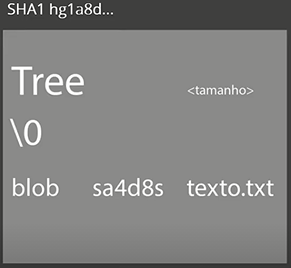 SHA1 hg1a8d...
Tree <tamanho>
\0
blob sa4d8s texto.txt